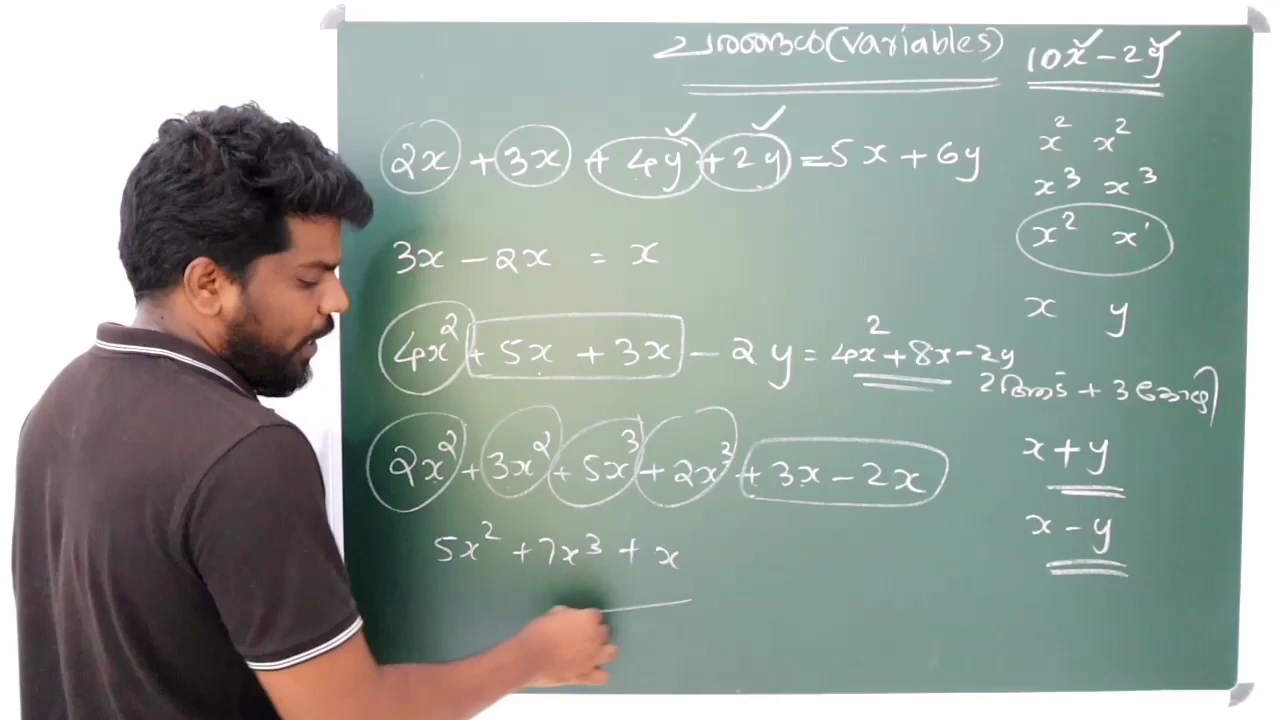 ചരങ്ങൾ (variables)
10x - 2y
2x + 3x + 4y + 2y = 5x + 6y
x² x²
x³ x³
3x - 2x = x
x² x¹
x y
4x² + 5x + 3x - 2y = 4x² + 8x - 2y
x + y
2x² + 3x² + 5x³ + 2x³ + 3x - 2x
x - y
5x² + 7x³ + x